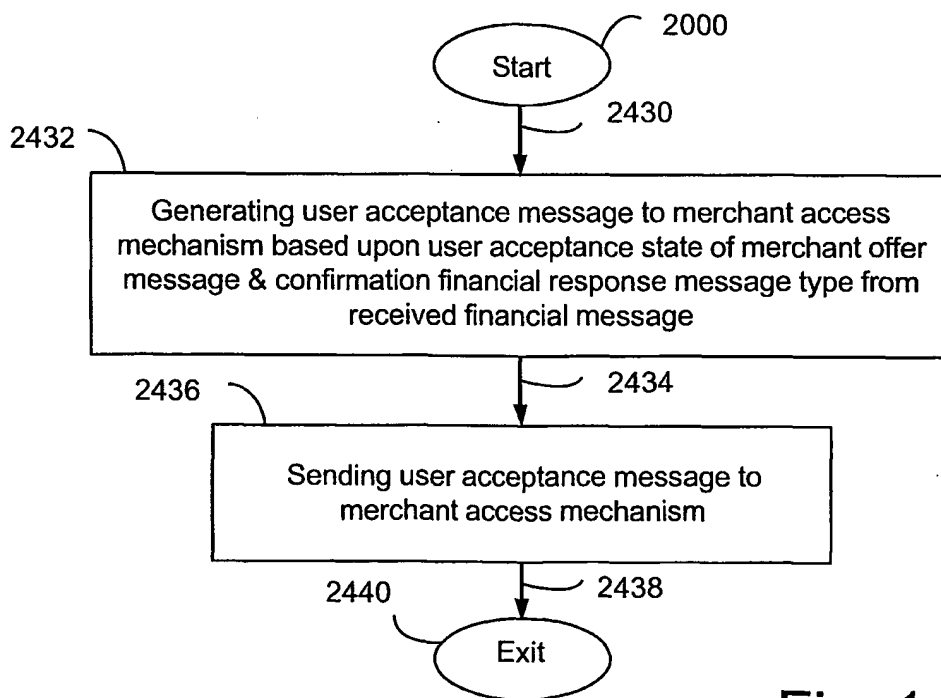 2000
Start
2430
2432
Generating user acceptance message to merchant access
mechanism based upon user acceptance state of merchant offer
message & confirmation financial response message type from
received financial message
2434
2436
Sending user acceptance message to
merchant access mechanism
2438
2440
Exit